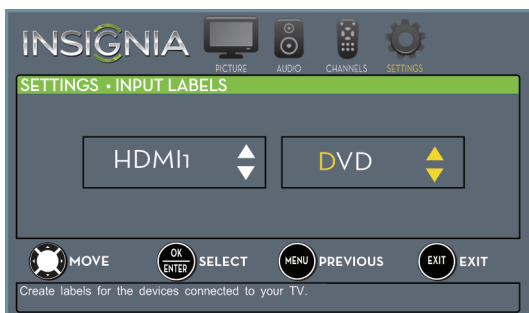 INSIGNIA
PICTURE AUDIO CHANNELS SETTINGS
SETTINGS • INPUT LABELS
HDMI1 DVD
MOVE OK ENTER SELECT MENU PREVIOUS EXIT EXIT
Create labels for the devices connected to your TV.